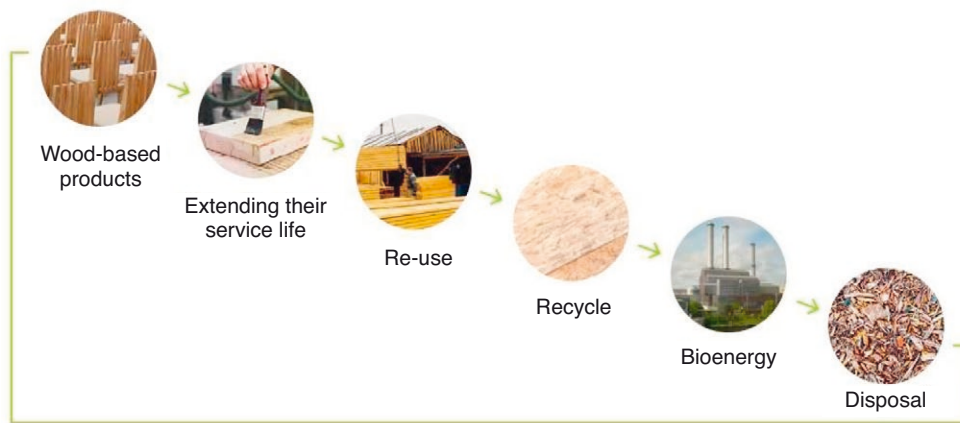 Wood-based
products
Extending their
service life
Re-use
Recycle
Bioenergy
Disposal